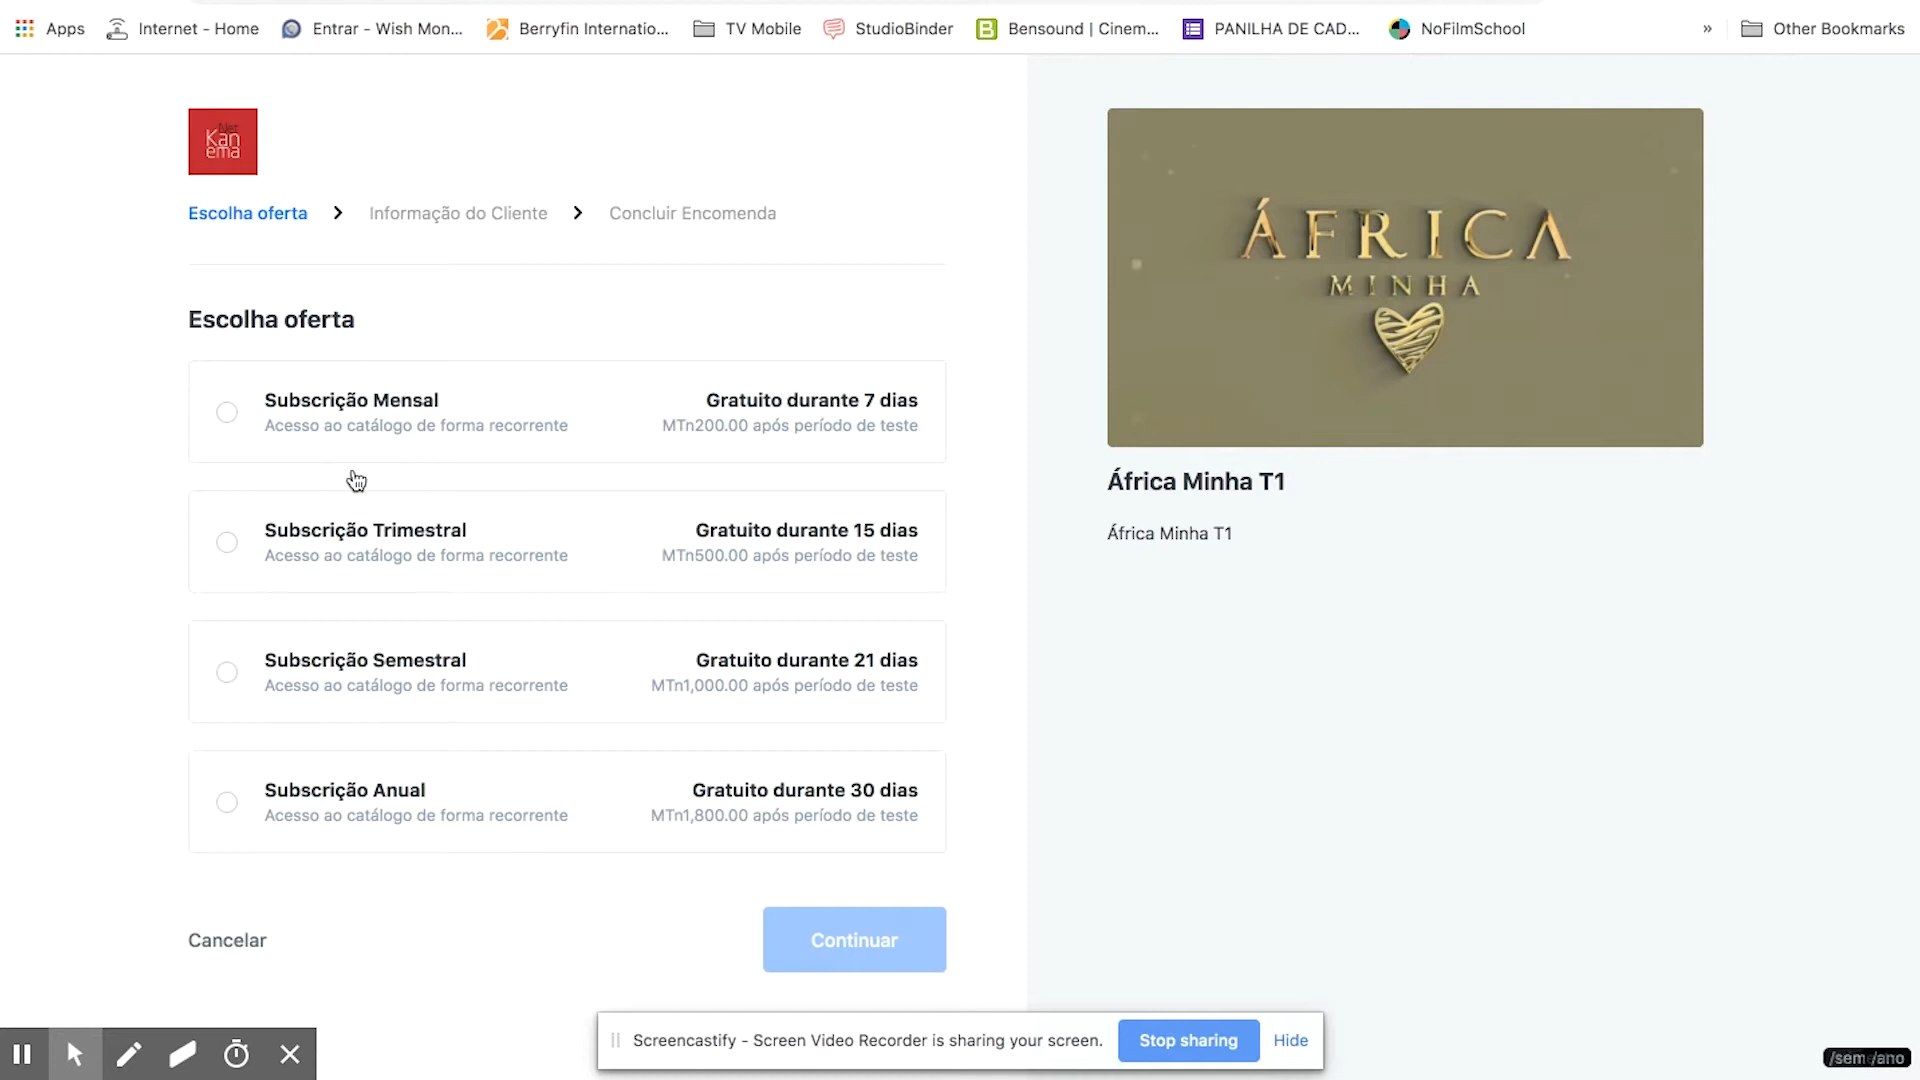 Apps
Internet - Home
Entrar - Wish Mon...
Berryfin Internatio...
TV Mobile
StudioBinder
Bensound | Cinem...
PANILHA DE CAD...
NoFilmSchool
»
Other Bookmarks
Net
Kan
ema
Escolha oferta
Informação do Cliente
Concluir Encomenda
Escolha oferta
Subscrição Mensal
Gratuito durante 7 dias
Acesso ao catálogo de forma recorrente
MTn200.00 após período de teste
Subscrição Trimestral
Gratuito durante 15 dias
Acesso ao catálogo de forma recorrente
MTn500.00 após período de teste
Subscrição Semestral
Gratuito durante 21 dias
Acesso ao catálogo de forma recorrente
MTn1,000.00 após período de teste
Subscrição Anual
Gratuito durante 30 dias
Acesso ao catálogo de forma recorrente
MTn1,800.00 após período de teste
Cancelar
Continuar
ÁFRICA
MINHA
África Minha T1
África Minha T1
Screencastify - Screen Video Recorder is sharing your screen.
Stop sharing
Hide
/sem /ano